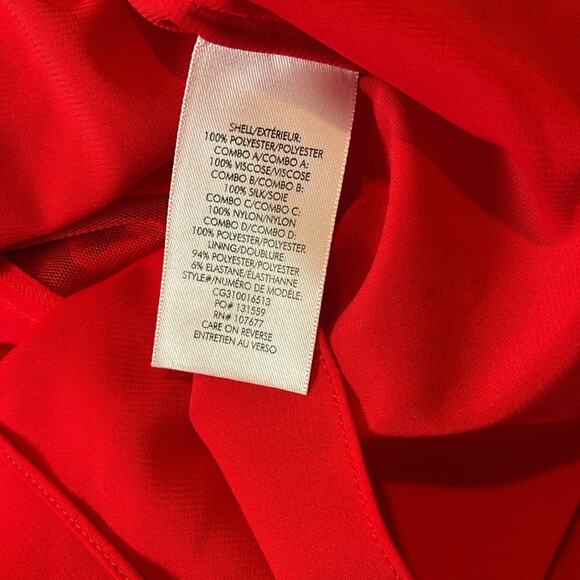 SHELL/EXTÉRIEUR:
100% POLYESTER/POLYESTER
COMBO A/COMBO A:
100% VISCOSE/VISCOSE
COMBO B/COMBO B:
100% SILK/SOIE
COMBO C/COMBO C:
100% NYLON/NYLON
COMBO D/COMBO D:
100% POLYESTER/POLYESTER
LINING/DOUBLURE
94% POLYESTER/POLYESTER
6% ELASTANE/ÉLASTHANNE
STYLE#/NUMÉRO DE MODÈLE.
CG310016513
PO# 131559
RN# 107677
CARE ON REVERSE
ENTRETIEN AU VERSO